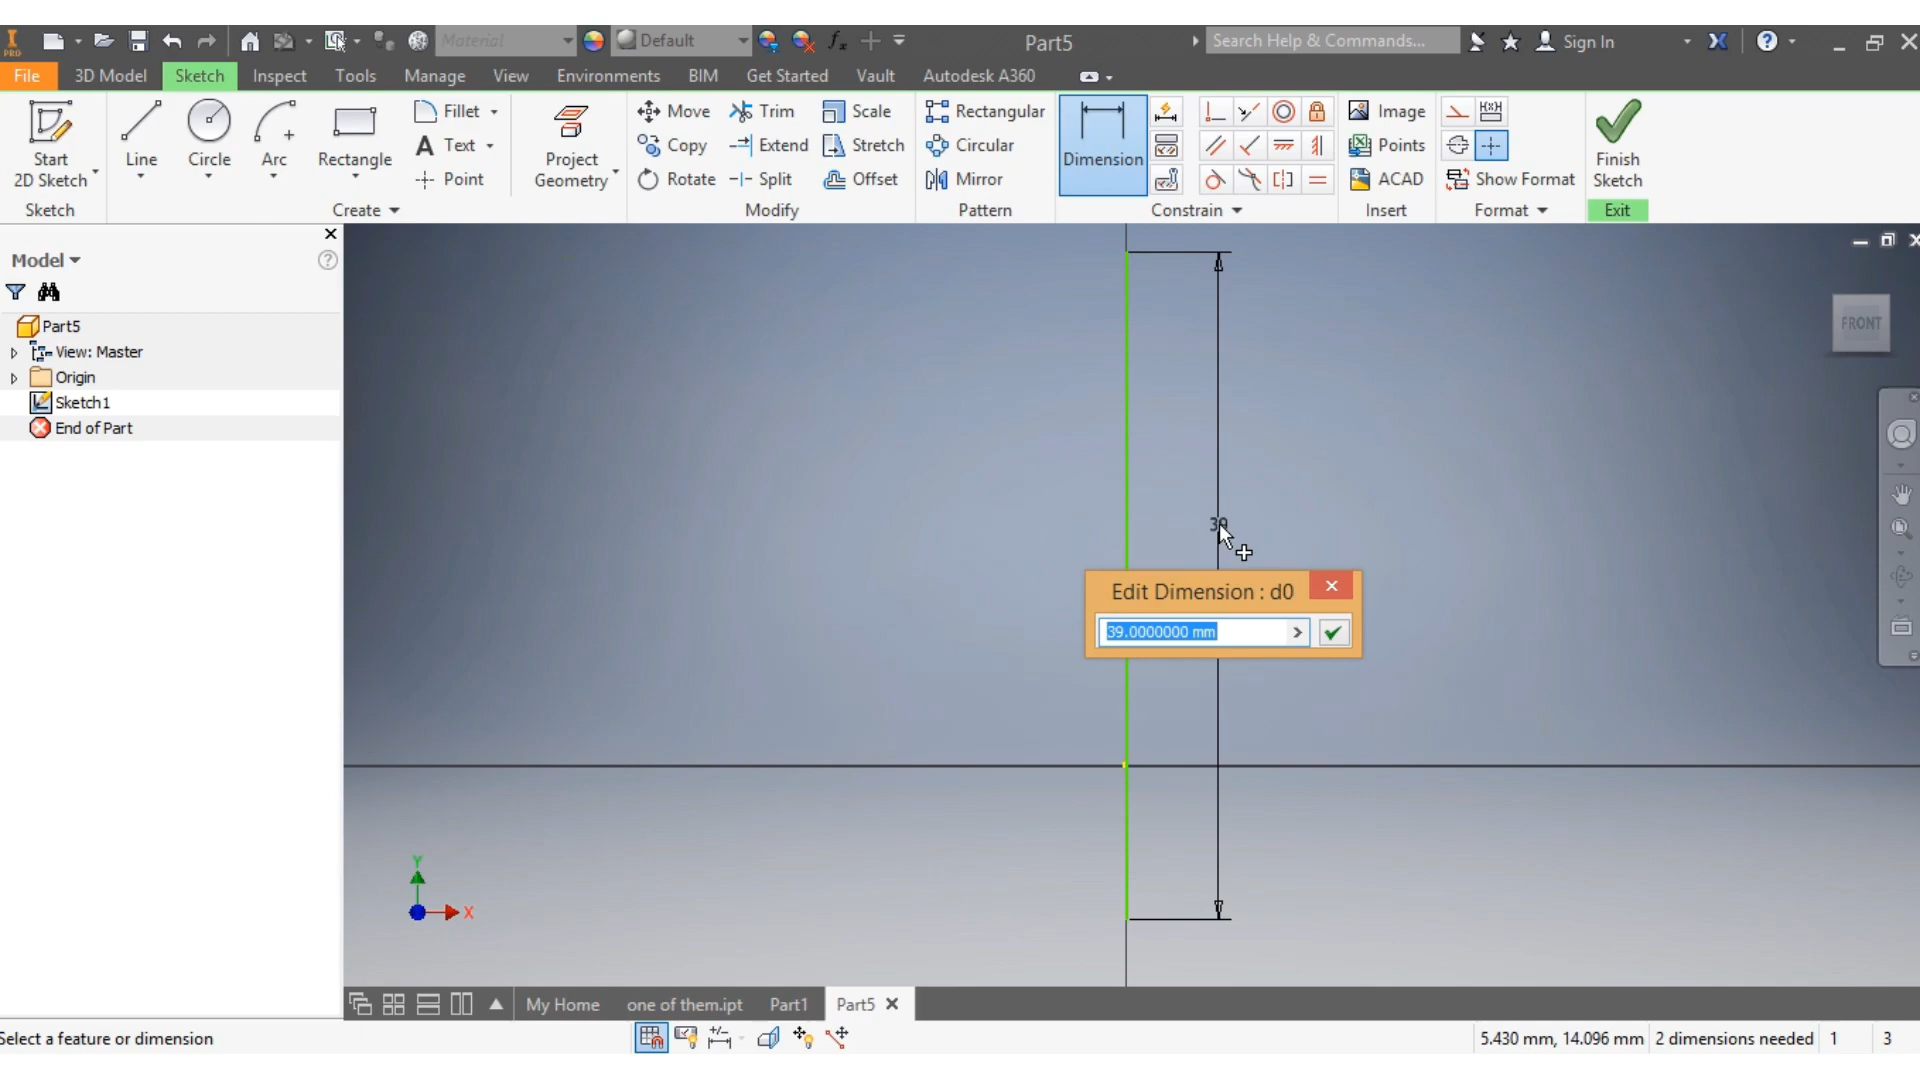 PRO Material Default fx Part5 Search Help & Commands... Sign In
File 3D Model Sketch Inspect Tools Manage View Environments BIM Get Started Vault Autodesk A360
Start 2D Sketch
Line
Circle
Arc
Rectangle
Fillet
Text
Point
Project Geometry
Move
Copy
Rotate
Trim
Extend
Split
Scale
Stretch
Offset
Rectangular
Circular
Mirror
Dimension
Image
Points
ACAD
Show Format
Finish Sketch
Sketch Create Modify Pattern Constrain Insert Format Exit
Model
Part5
View: Master
Origin
Sketch1
End of Part
FRONT
39
Edit Dimension : d0
39.0000000 mm
Y
X
My Home one of them.ipt Part1 Part5
Select a feature or dimension
5.430 mm, 14.096 mm 2 dimensions needed 1 3